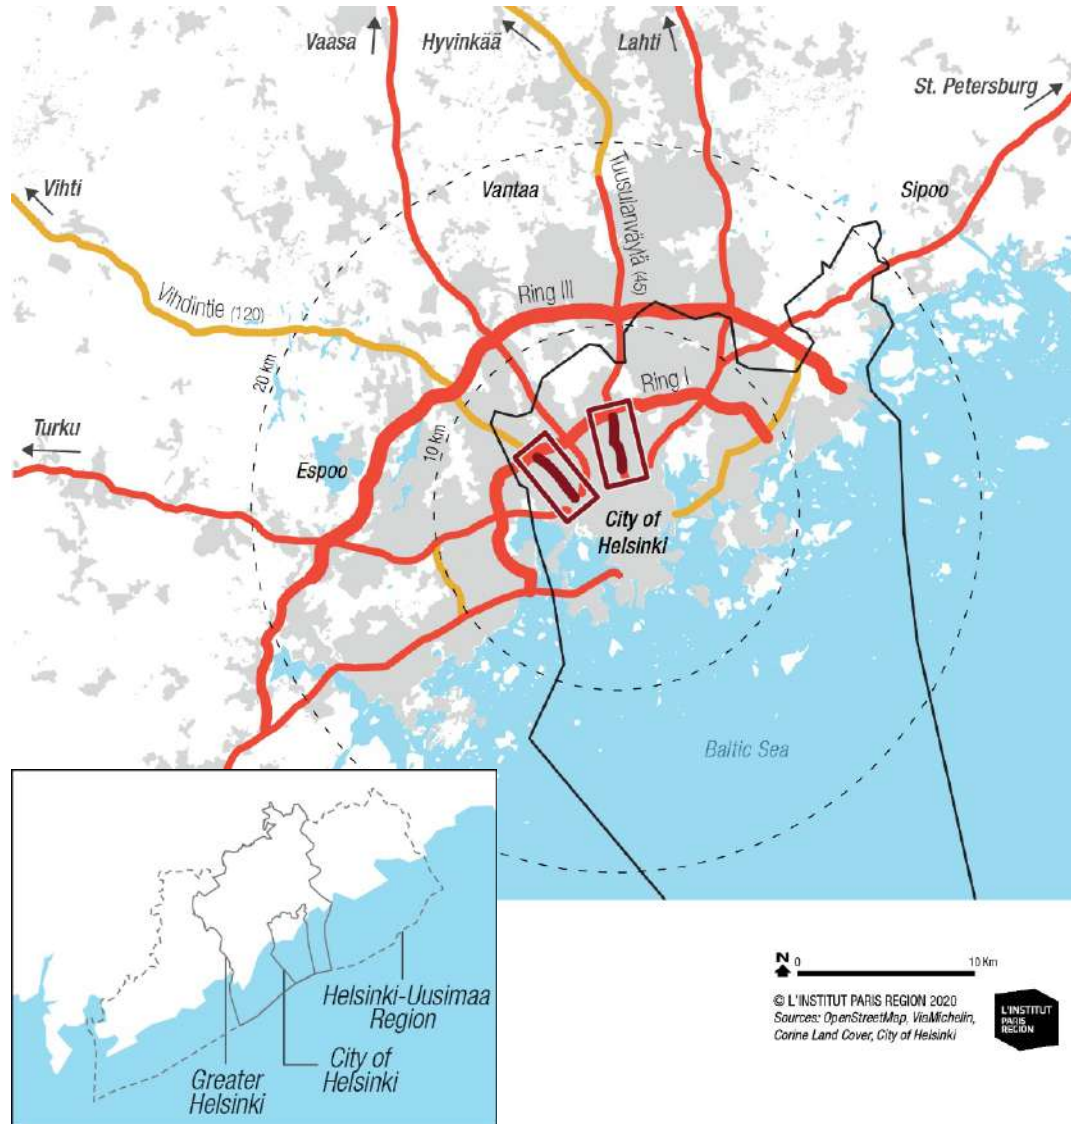 Vaasa
Hyvinkää
Lahti
St. Petersburg
Vihti
Vantaa
Sipoo
Tuusulanväylä (45)
Vihdintie (120)
Ring III
20 km
Ring I
Turku
10 km
Espoo
City of
Helsinki
Baltic Sea
Helsinki-Uusimaa
Region
City of
Helsinki
Greater
Helsinki
N
0
10 Km
© L'INSTITUT PARIS REGION 2020
Sources: OpenStreetMap, ViaMichelin,
Corine Land Cover, City of Helsinki
L'INSTITUT
PARIS
REGION